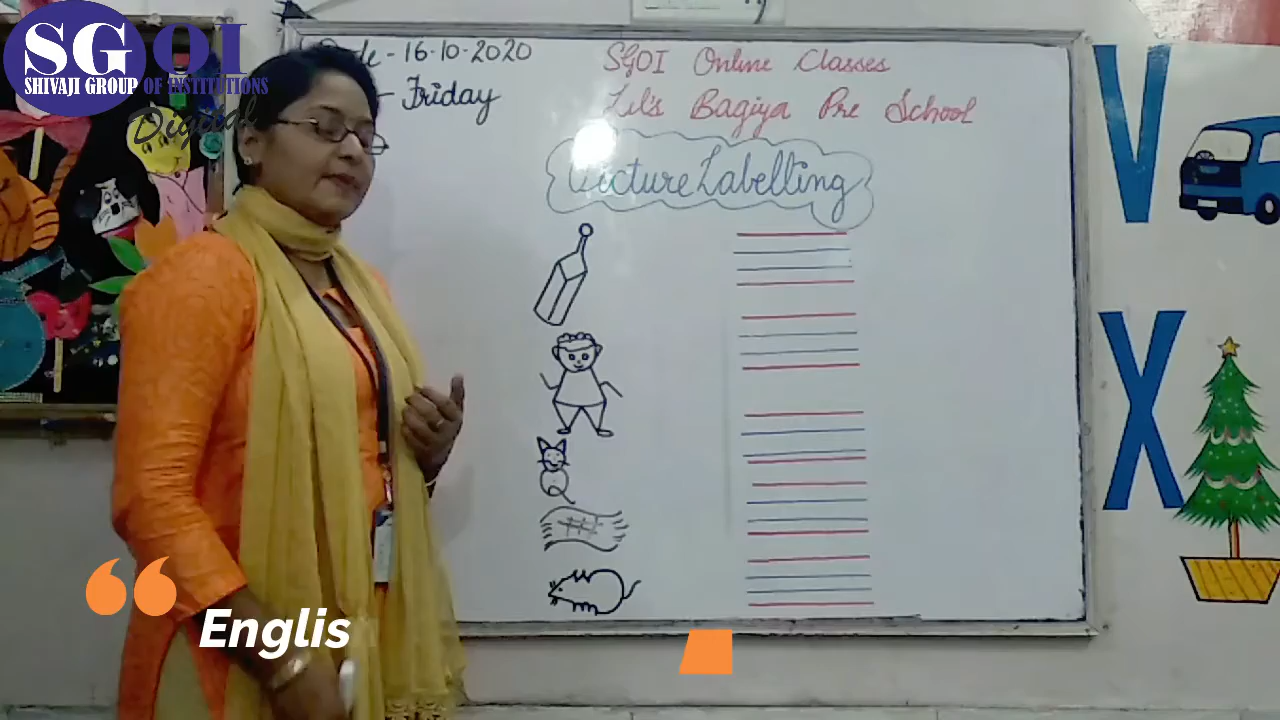 SGOI
SHIVAJI GROUP OF INSTITUTIONS
Digital
- 16.10.2020
- Friday
SGOI Online Classes
Lil's Bagiya Pre School
Picture Labelling
V
X
Englis